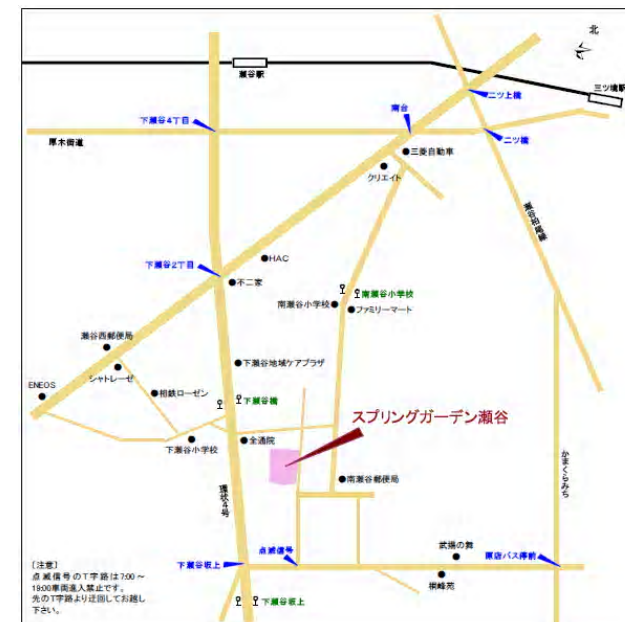 北
瀬谷駅
三ツ境駅
二ツ上橋
下瀬谷4丁目
南台
二ツ橋
厚木街道
三菱自動車
クリエイト
瀬谷柏尾線
下瀬谷2丁目
HAC
不二家
南瀬谷小学校
南瀬谷小学校
ファミリーマート
瀬谷西郵便局
シャトレーゼ
下瀬谷地域ケアプラザ
ENEOS
相鉄ローゼン
下瀬谷橋
スプリングガーデン瀬谷
下瀬谷小学校
全通院
かまくらみち
南瀬谷郵便局
環状4号
点滅信号
武揚の舞
下瀬谷坂上
原店バス停前
桐峰苑
[注意]
点滅信号のT字路は7:00～
19:00車両進入禁止です。
先のT字路より迂回してお越し
下さい。
下瀬谷坂上